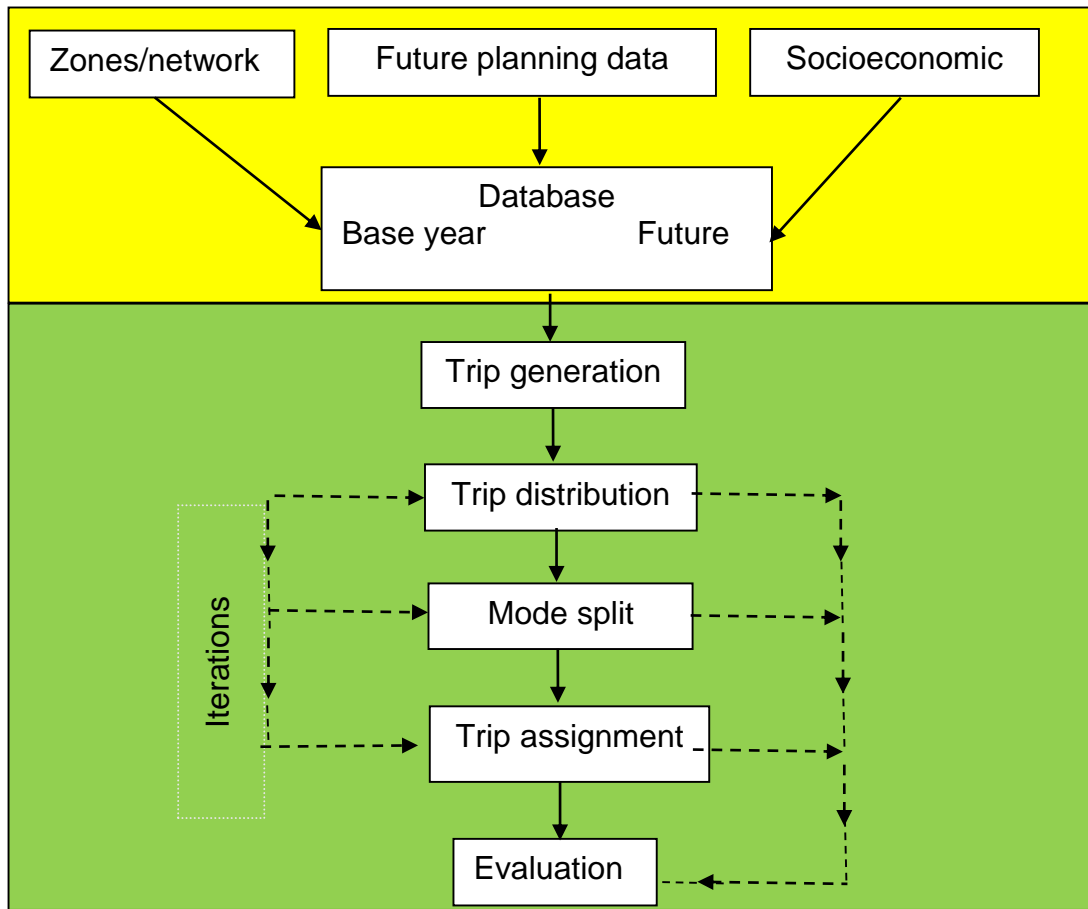 Zones/network
Future planning data
Socioeconomic
Database
Base year Future
Trip generation
Trip distribution
Mode split
Iterations
Trip assignment
Evaluation